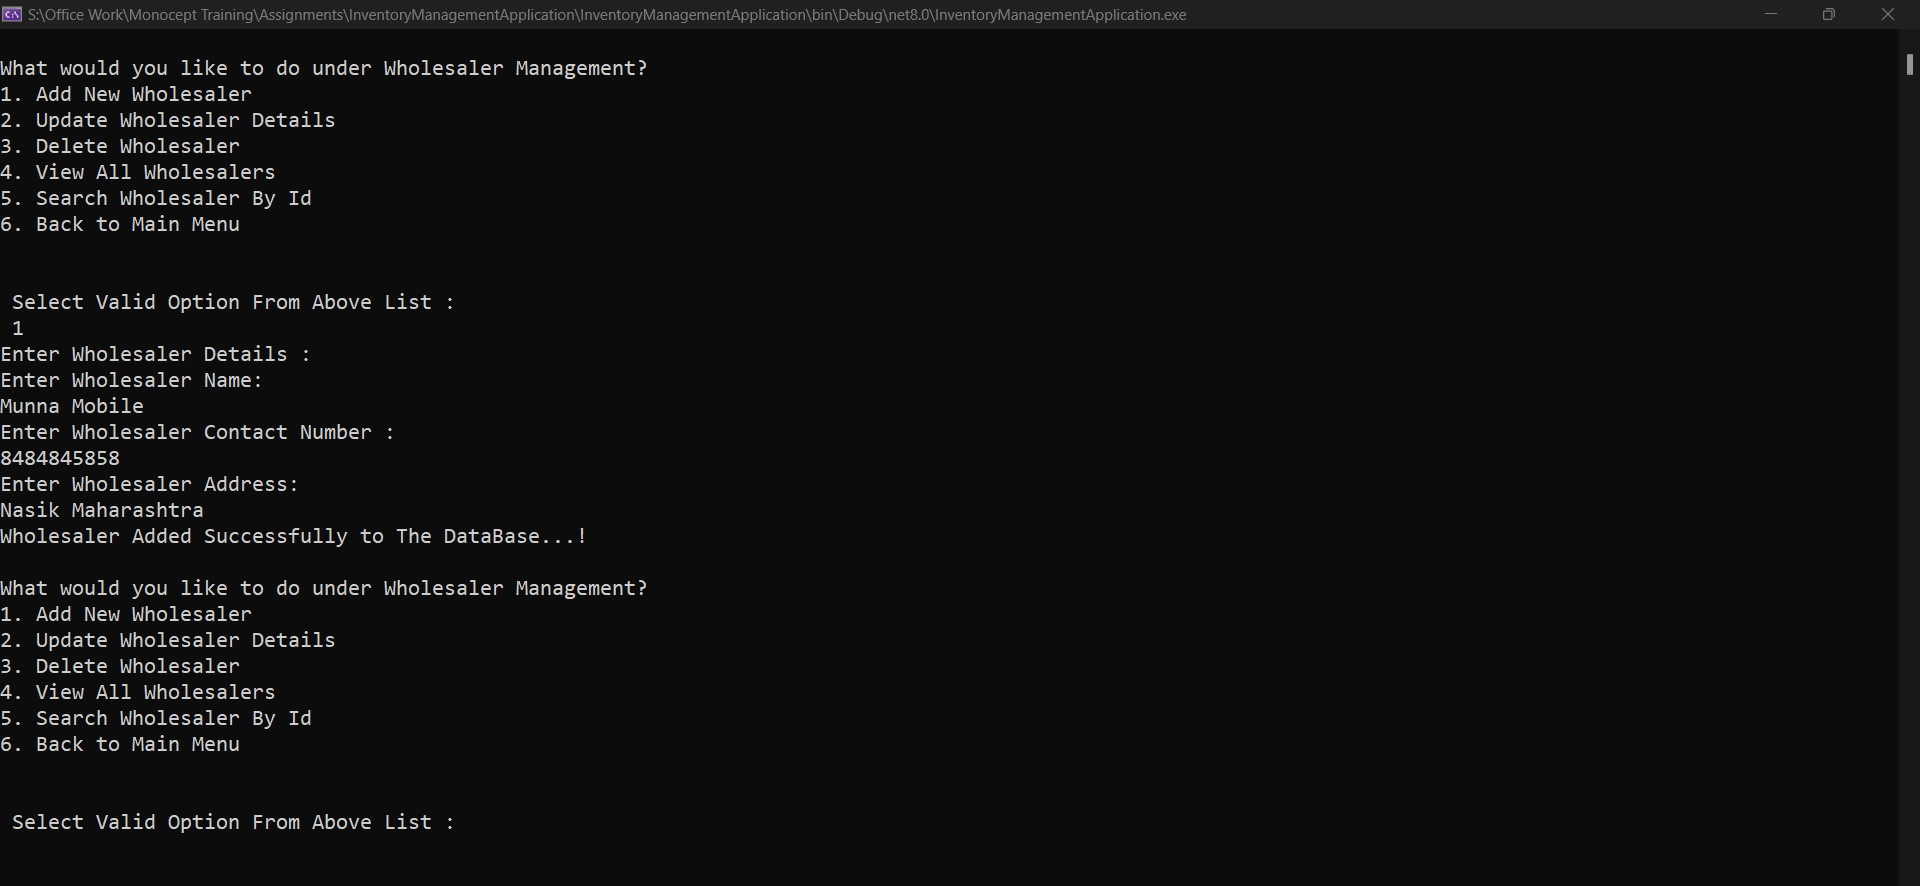 S:\Office Work\Monocept Training\Assignments\InventoryManagementApplication\InventoryManagementApplication\bin\Debug\net8.0\InventoryManagementApplication.exe
What would you like to do under Wholesaler Management?
1. Add New Wholesaler
2. Update Wholesaler Details
3. Delete Wholesaler
4. View All Wholesalers
5. Search Wholesaler By Id
6. Back to Main Menu
Select Valid Option From Above List :
1
Enter Wholesaler Details :
Enter Wholesaler Name:
Munna Mobile
Enter Wholesaler Contact Number :
8484845858
Enter Wholesaler Address:
Nasik Maharashtra
Wholesaler Added Successfully to The DataBase...!
What would you like to do under Wholesaler Management?
1. Add New Wholesaler
2. Update Wholesaler Details
3. Delete Wholesaler
4. View All Wholesalers
5. Search Wholesaler By Id
6. Back to Main Menu
Select Valid Option From Above List :